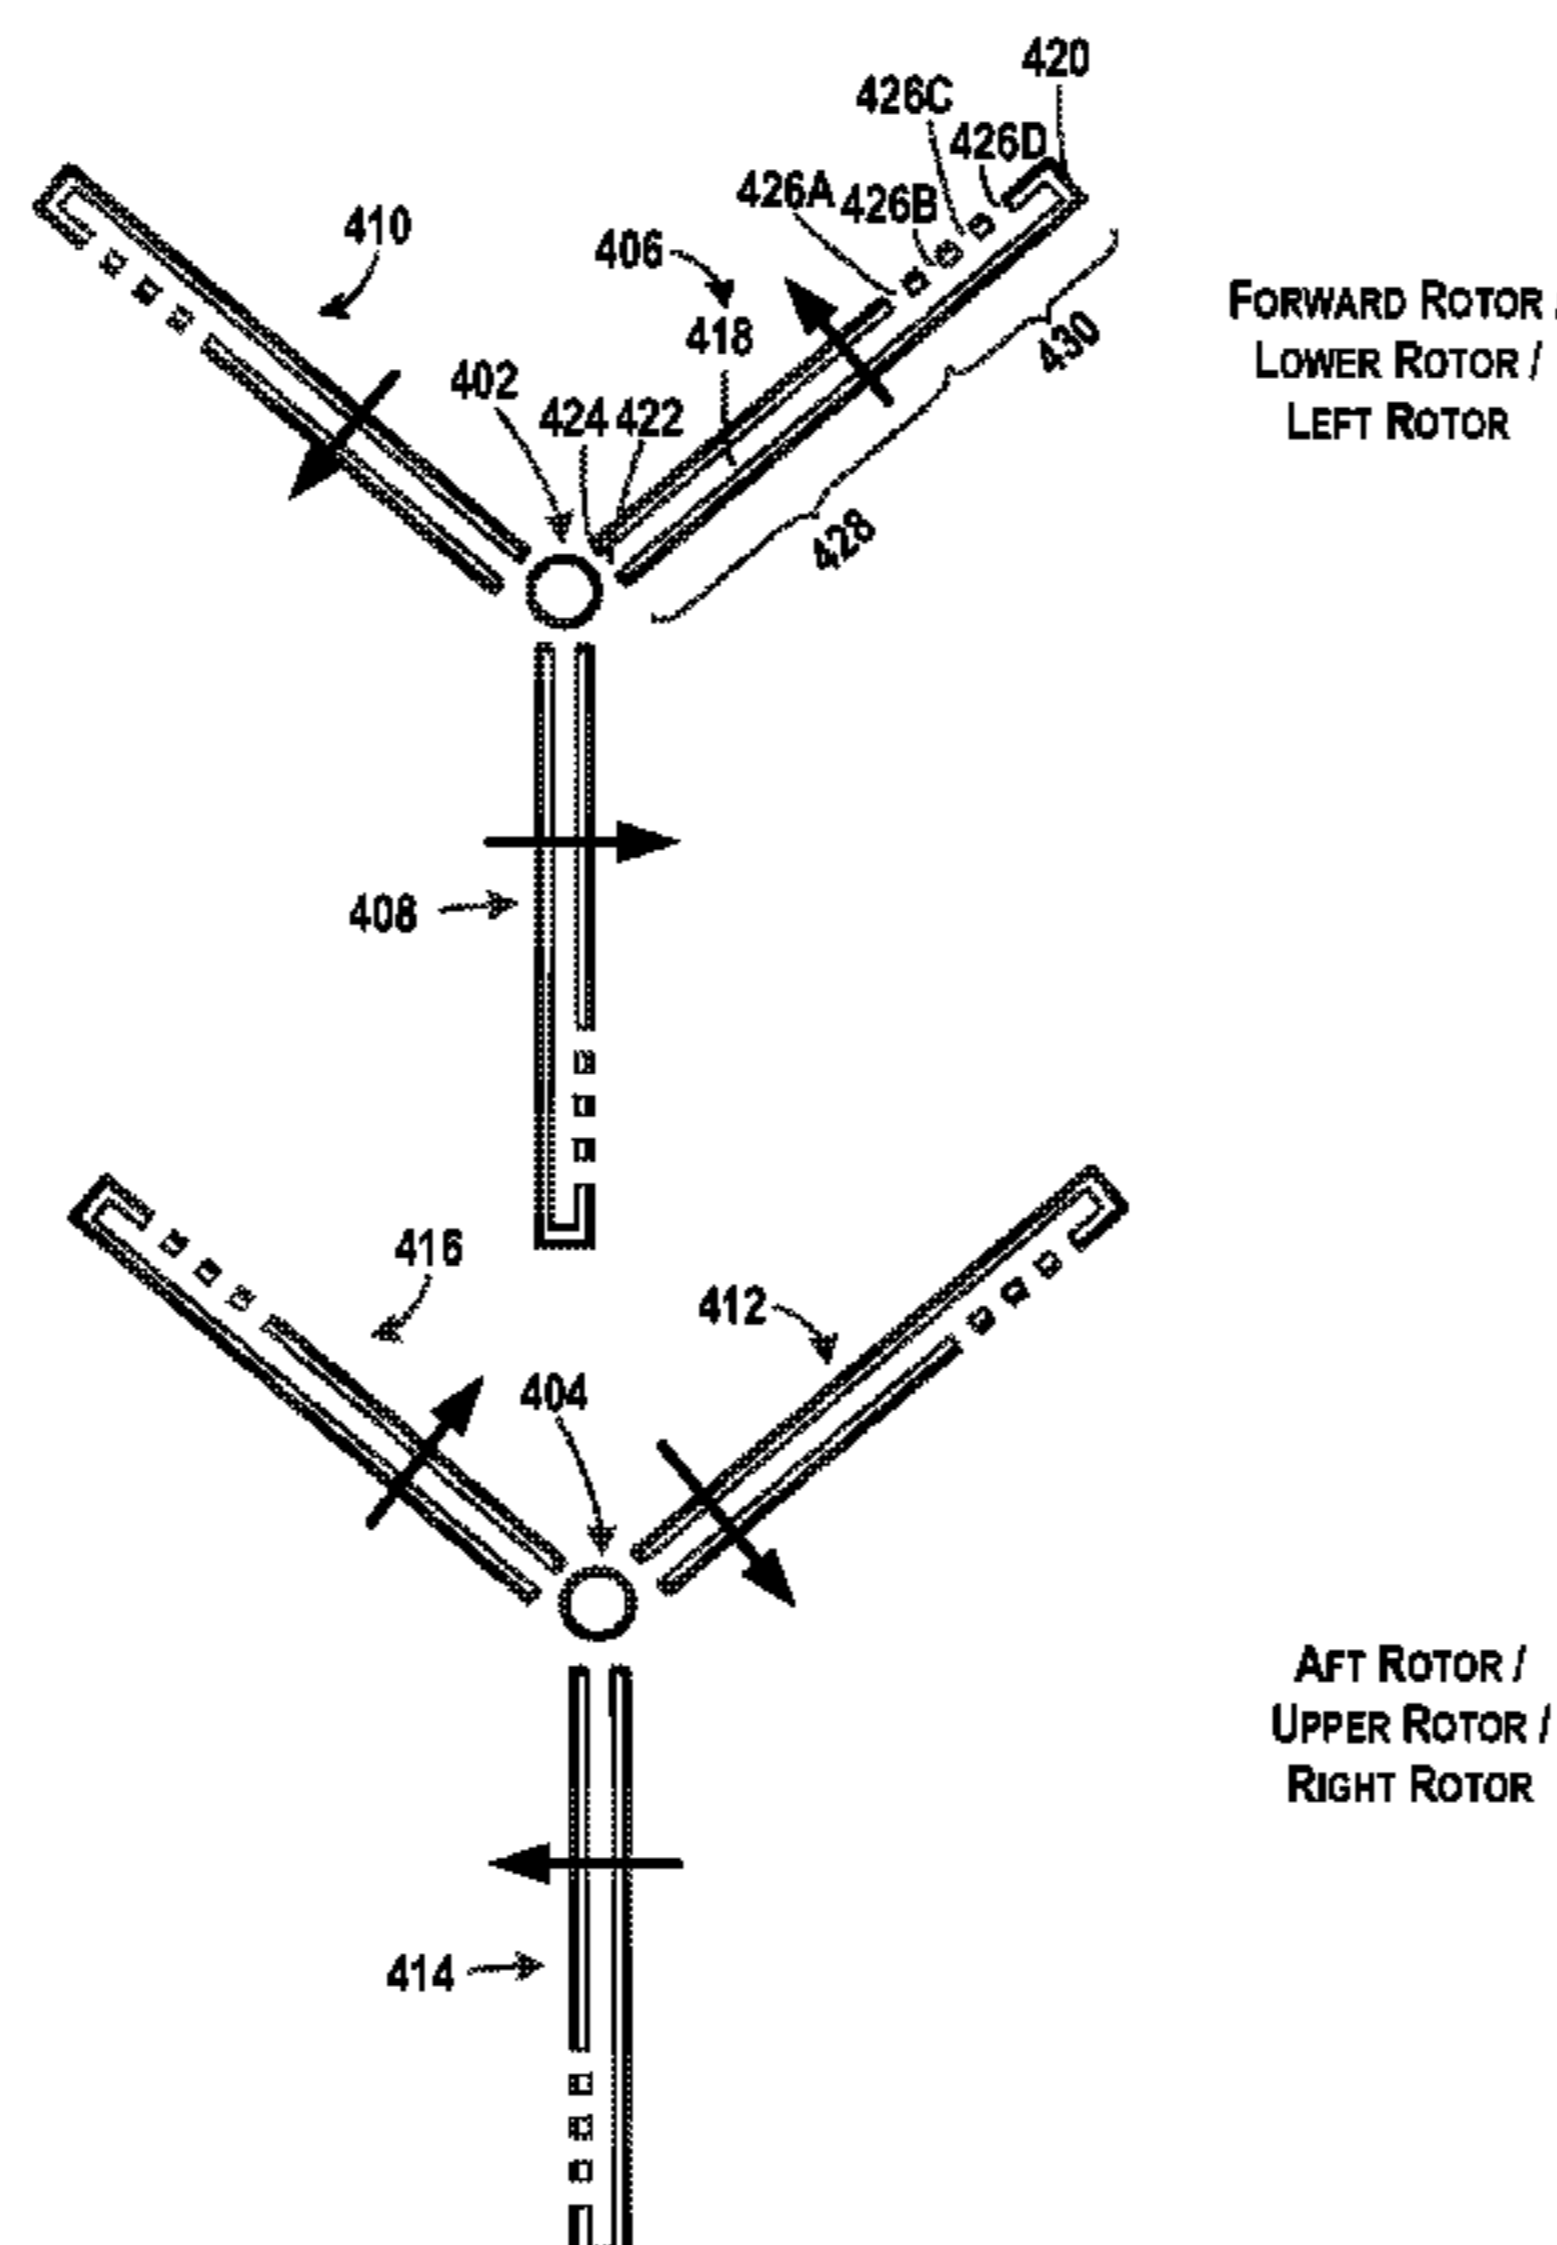 420
426C
426D
426A 426B
410
406
418
FORWARD ROTOR /
LOWER ROTOR /
LEFT ROTOR
430
402
424 422
428
408
416
412
404
AFT ROTOR /
UPPER ROTOR /
RIGHT ROTOR
414